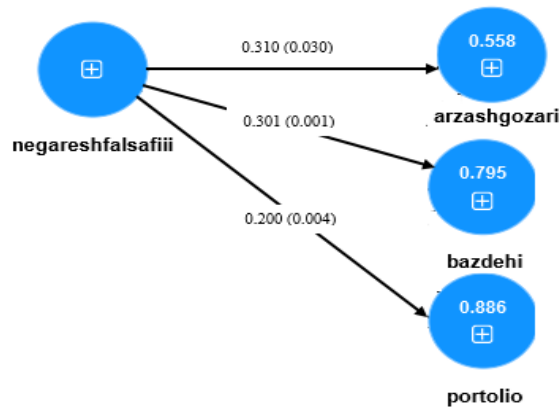 0.558
0.310 (0.030)
arzashgozari
negareshfalsafiii
0.301 (0.001)
0.795
0.200 (0.004)
bazdehi
0.886
portolio